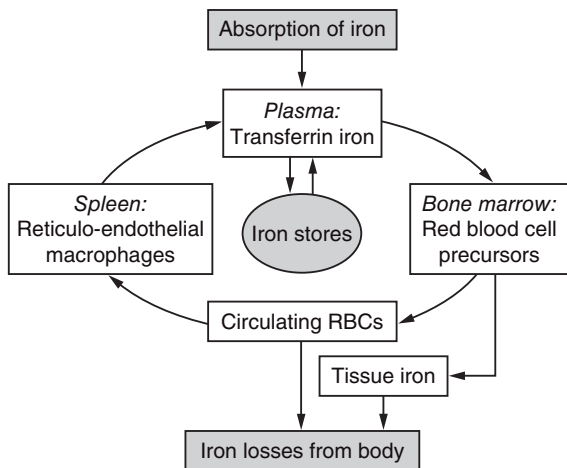 Absorption of iron
Plasma:
Transferrin iron
Spleen:
Reticulo-endothelial
macrophages
Iron stores
Bone marrow:
Red blood cell
precursors
Circulating RBCs
Tissue iron
Iron losses from body